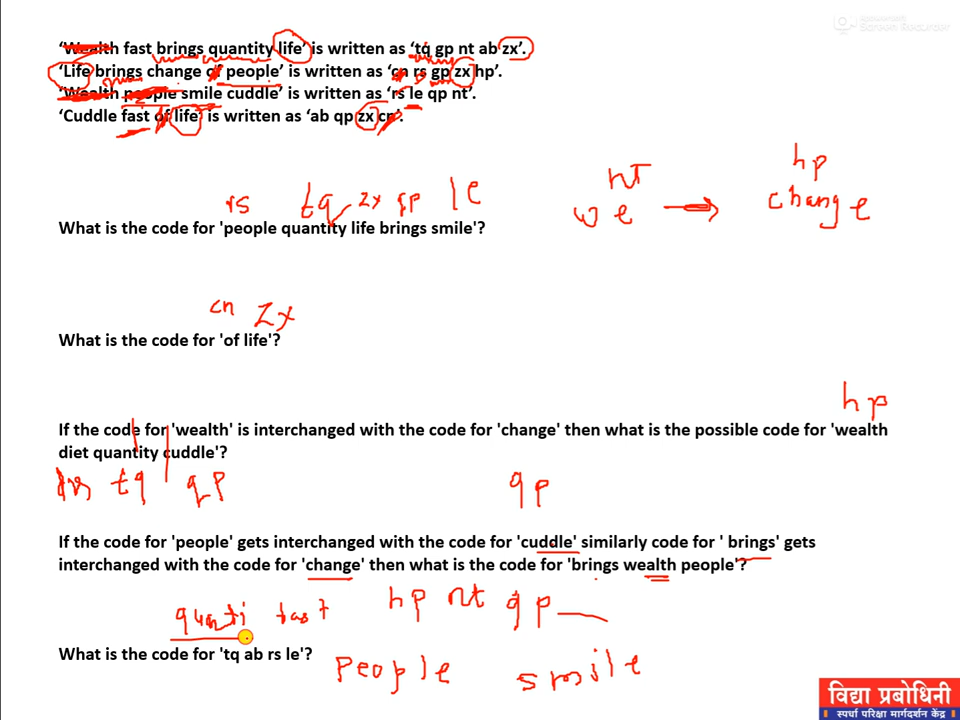 'Wealth fast brings quantity life' is written as 'tq gp nt ab zx'.
'Life brings change of people' is written as 'cn rs gp zx hp'.
'Wealth people smile cuddle' is written as 'rs le qp nt'.
'Cuddle fast of life' is written as 'ab qp zx cn'.
hp
nT
rs tq zx gp le
we → change
What is the code for 'people quantity life brings smile'?
cn zx
What is the code for 'of life'?
hp
If the code for 'wealth' is interchanged with the code for 'change' then what is the possible code for 'wealth
diet quantity cuddle'?
tq qp qp
If the code for 'people' gets interchanged with the code for 'cuddle' similarly code for ' brings' gets
interchanged with the code for 'change' then what is the code for 'brings wealth people'?
hp nt qp
quanti fast
What is the code for 'tq ab rs le'?
People smile
विद्या प्रबोधिनी
स्पर्धा परिक्षा मार्गदर्शन केंद्र